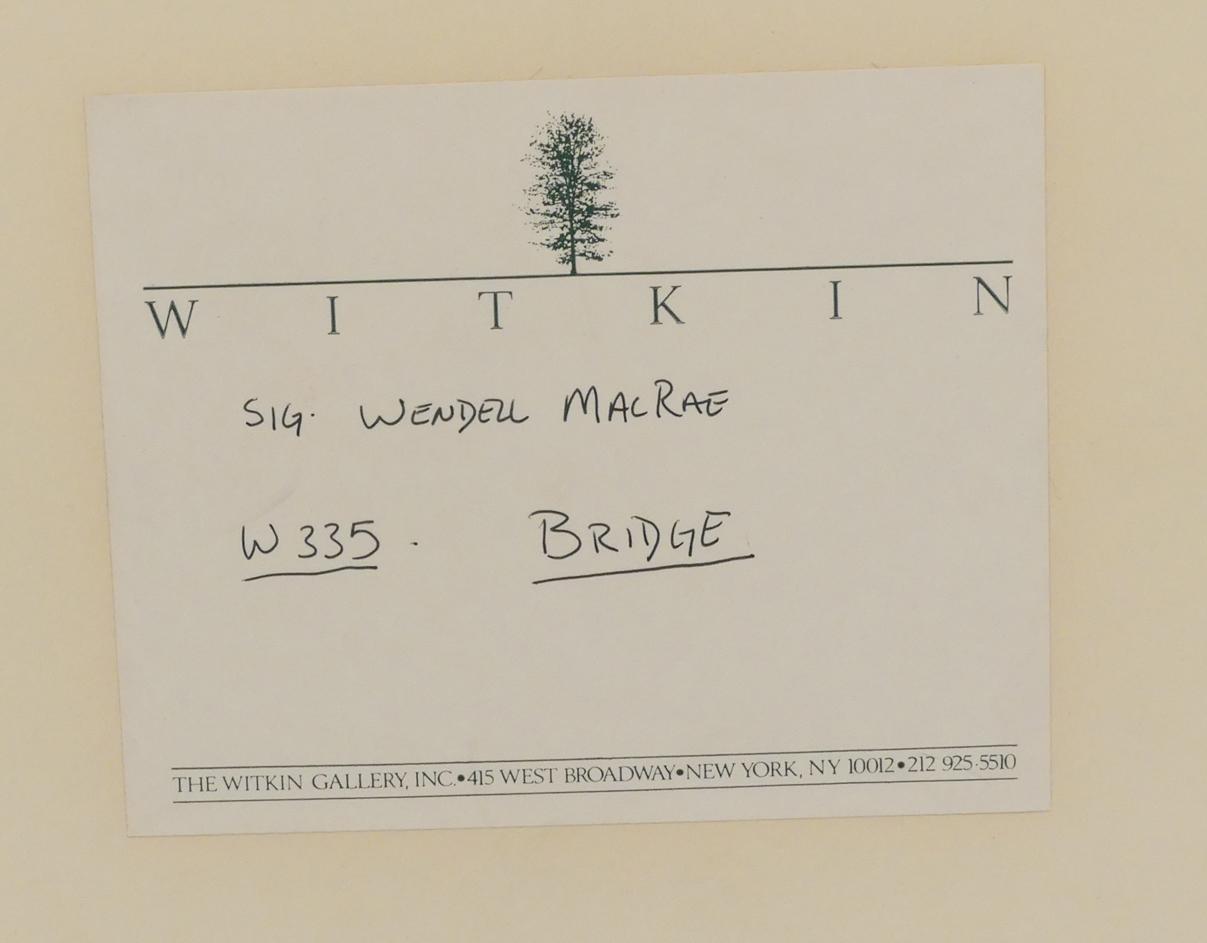 WITKIN
SIG. WENDELL MACRAE
W 335. BRIDGE
THE WITKIN GALLERY, INC.•415 WEST BROADWAY•NEW YORK, NY 10012•212 925-5510